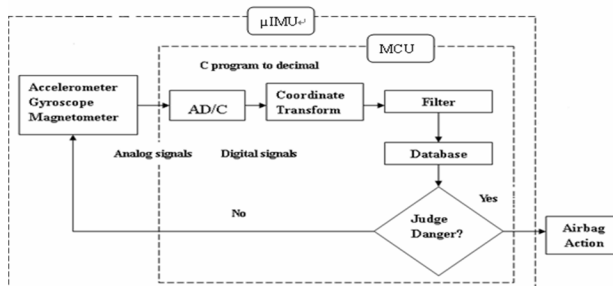 μIMU
MCU
C program to decimal
Accelerometer
Gyroscope
Magnetometer
AD/C
Coordinate
Transform
Filter
Analog signals
Digital signals
Database
No
Judge
Danger?
Yes
Airbag
Action